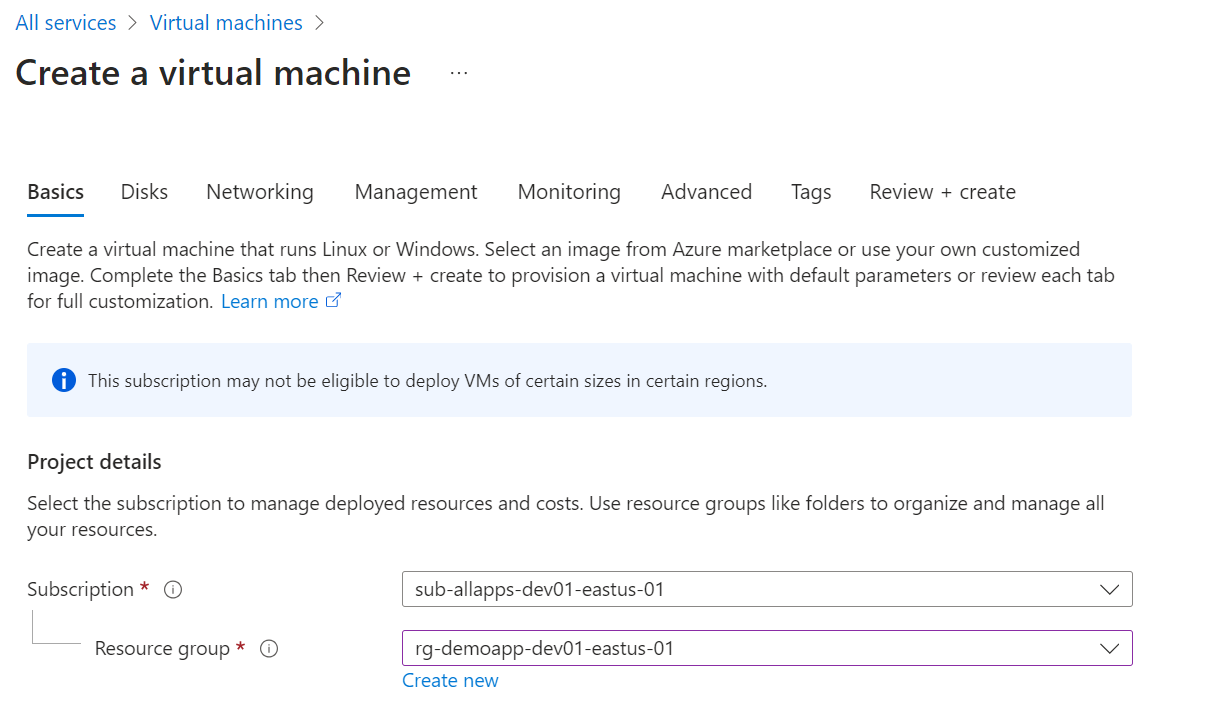 All services > Virtual machines >
Create a virtual machine ...
Basics Disks Networking Management Monitoring Advanced Tags Review + create
Create a virtual machine that runs Linux or Windows. Select an image from Azure marketplace or use your own customized
image. Complete the Basics tab then Review + create to provision a virtual machine with default parameters or review each tab
for full customization. Learn more
This subscription may not be eligible to deploy VMs of certain sizes in certain regions.
Project details
Select the subscription to manage deployed resources and costs. Use resource groups like folders to organize and manage all
your resources.
Subscription * sub-allapps-dev01-eastus-01
Resource group * rg-demoapp-dev01-eastus-01
Create new